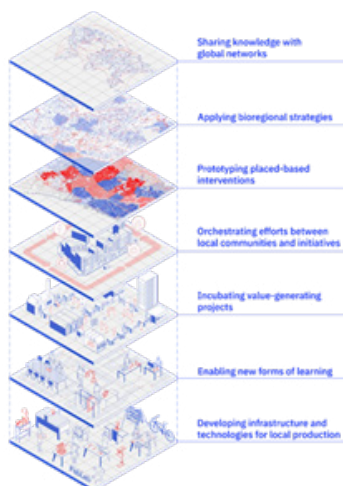 Sharing knowledge with
global networks
Applying bioregional strategies
Prototyping placed-based
interventions
Orchestrating efforts between
local communities and initiatives
Incubating value-generating
projects
Enabling new forms of learning
Developing infrastructure and
technologies for local production